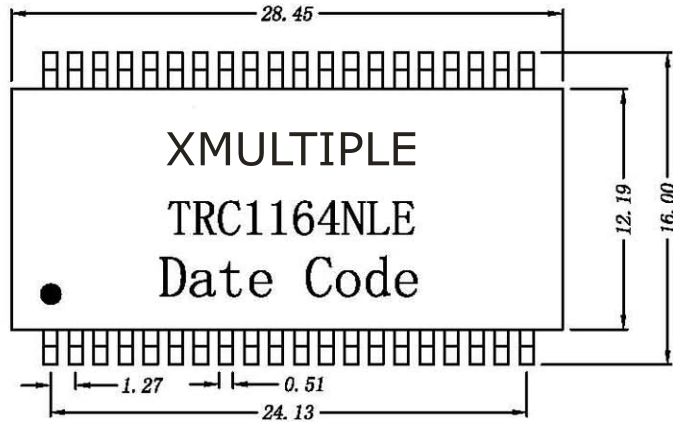 28.45
XMULTIPLE
TRC1164NLE
Date Code
12.19
16.00
1.27
0.51
24.13